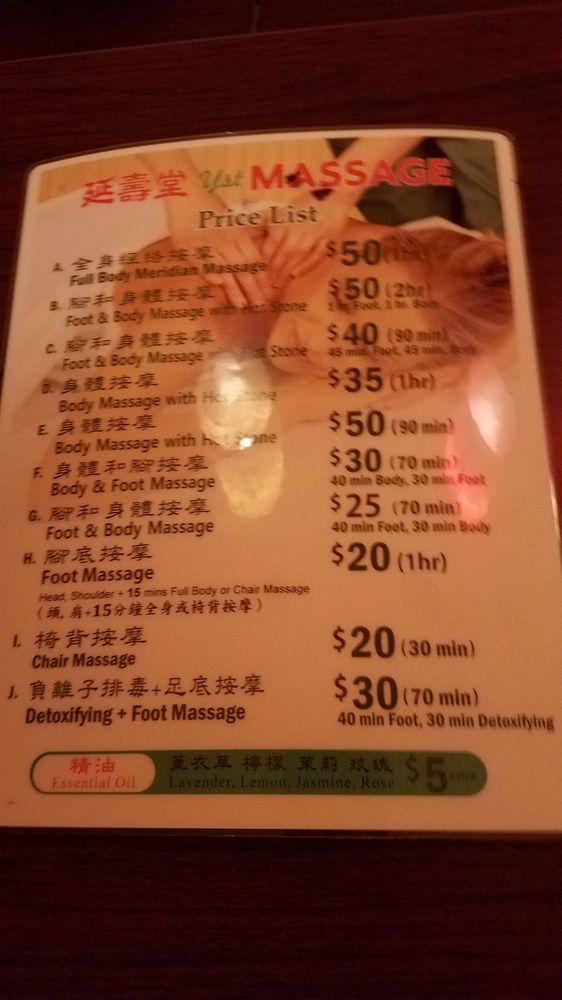 延壽堂 Yst MASSAGE
Price List
A. 全身經絡按摩 $50 (1hr)
Full Body Meridian Massage
B. 腳和身體按摩 $50 (2hr)
Foot & Body Massage with Hot Stone 1 hr. Foot, 1 hr. Body
C. 腳和身體按摩 $40 (90 min)
Foot & Body Massage with Hot Stone 45 min. Foot, 45 min. Body
D. 身體按摩 $35 (1hr)
Body Massage with Hot Stone
E. 身體按摩 $50 (90 min)
Body Massage with Hot Stone
F. 身體和腳按摩 $30 (70 min)
Body & Foot Massage 40 min Body, 30 min Foot
G. 腳和身體按摩 $25 (70 min)
Foot & Body Massage 40 min Foot, 30 min Body
H. 腳底按摩 $20 (1hr)
Foot Massage
Head, Shoulder + 15 mins Full Body or Chair Massage
(頭, 肩+15分鐘全身或椅背按摩)
I. 椅背按摩 $20 (30 min)
Chair Massage
J. 負離子排毒+足底按摩 $30 (70 min)
Detoxifying + Foot Massage 40 min Foot, 30 min Detoxifying
精油 薰衣草 檸檬 茉莉 玫瑰 $5 extra
Essential Oil Lavender, Lemon, Jasmine, Rose